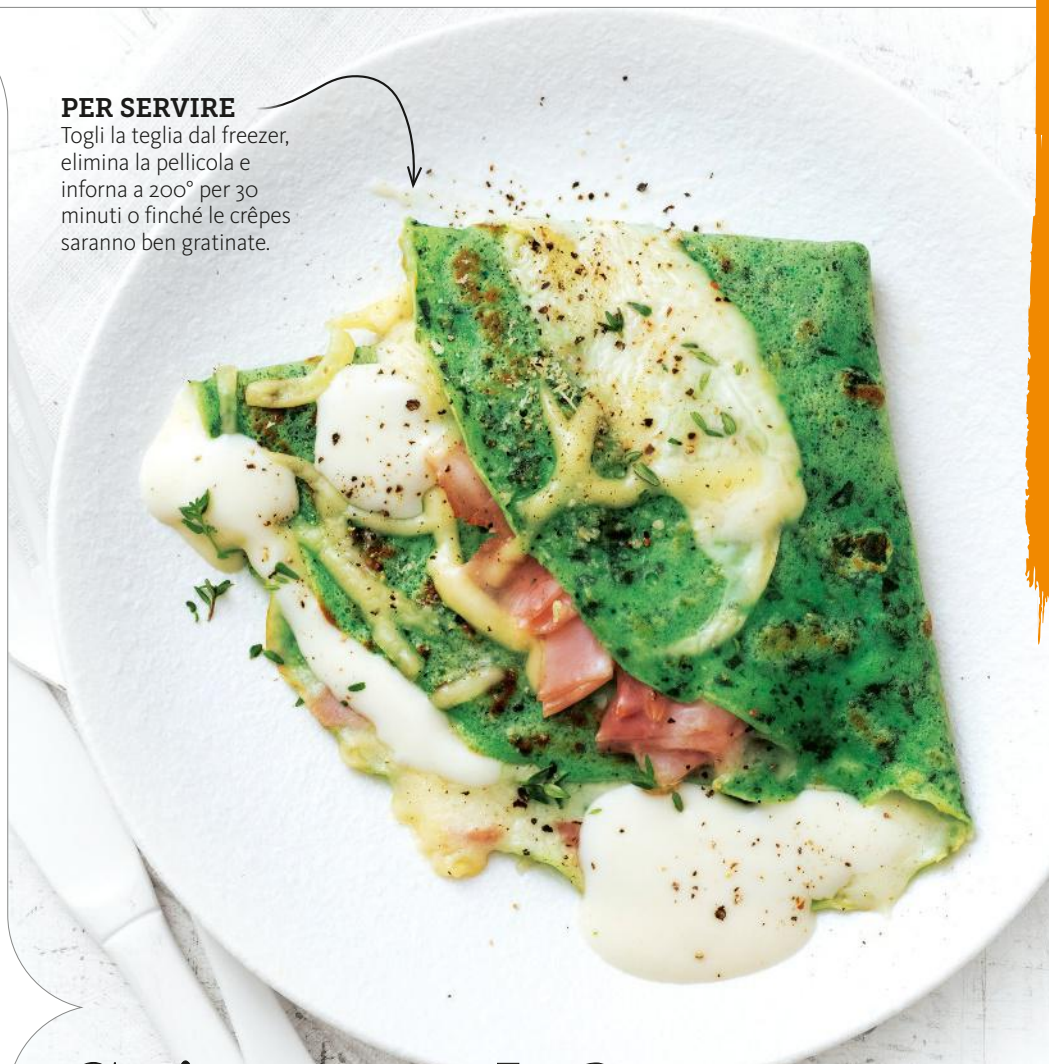 PER SERVIRE
Togli la teglia dal freezer,
elimina la pellicola e
inforna a 200° per 30
minuti o finché le crêpes
saranno ben gratinate.